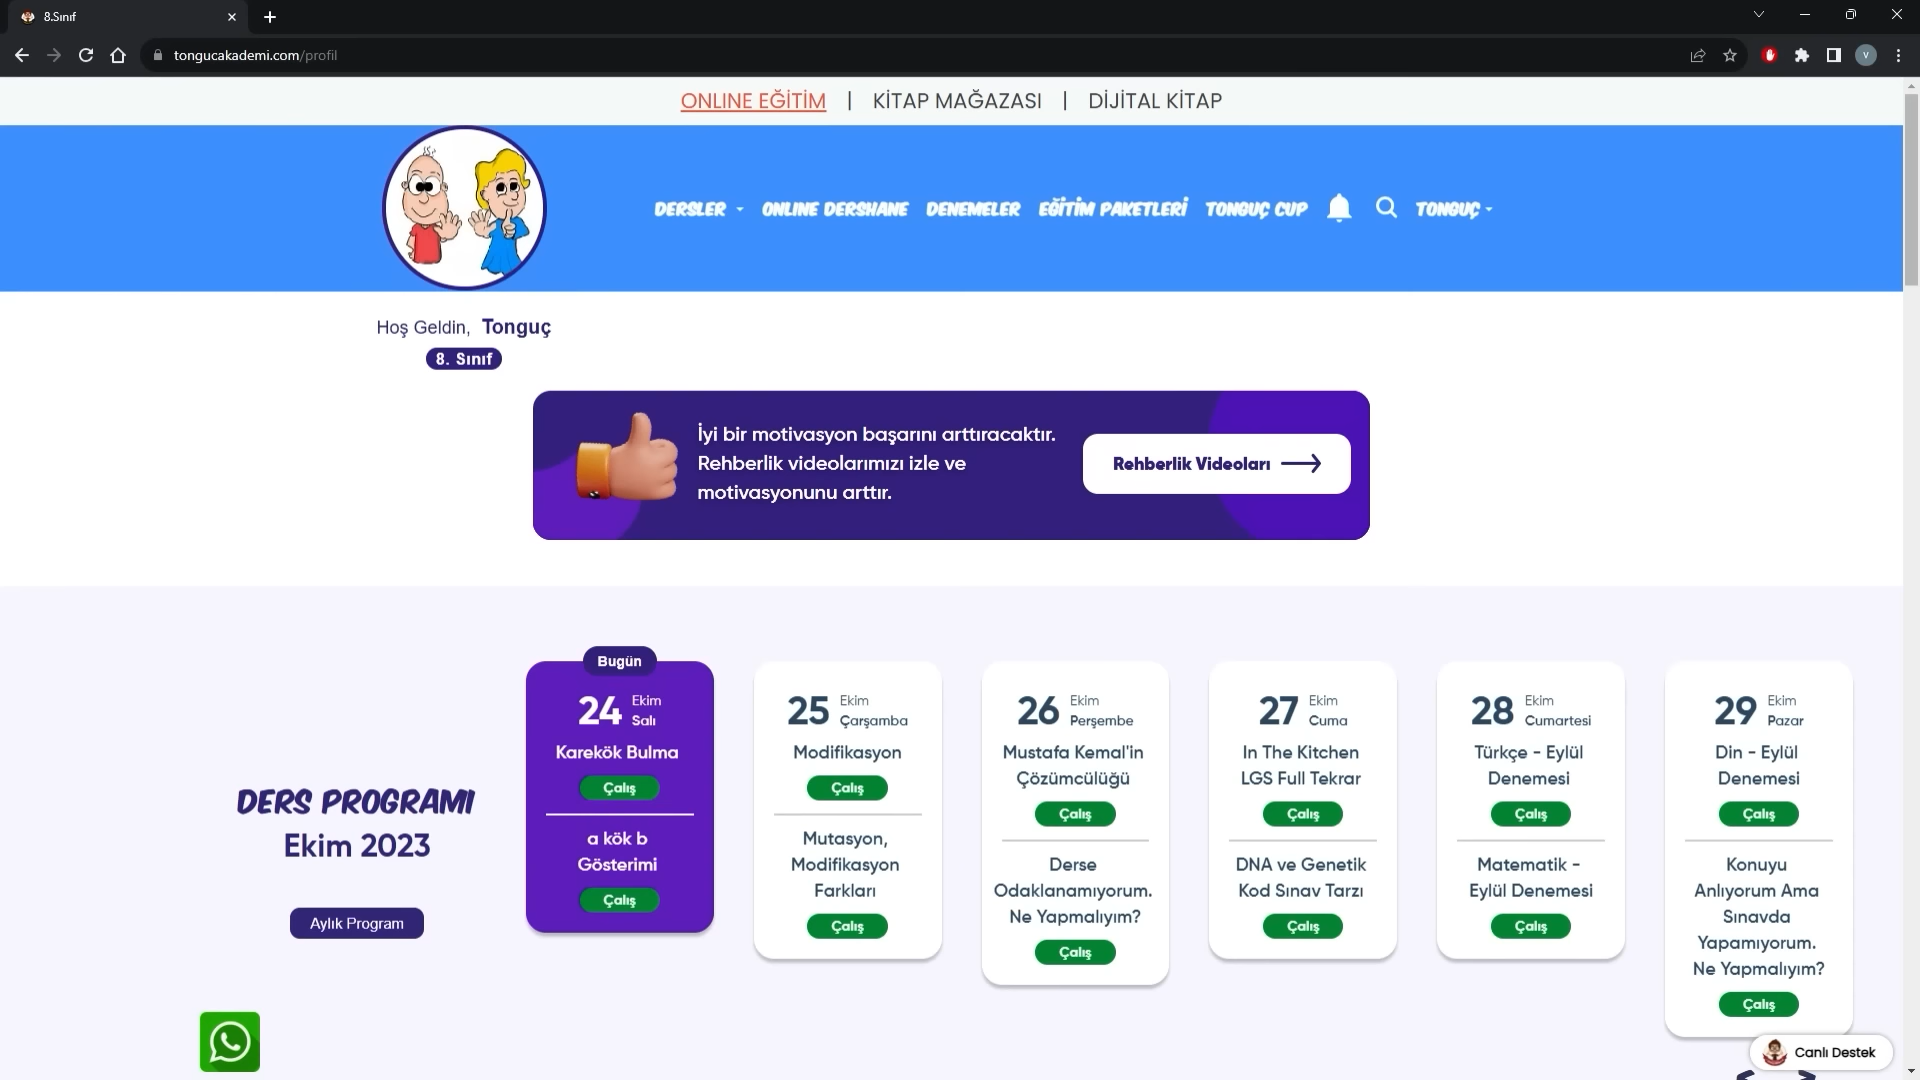 8.Sınıf
tongucakademi.com/profil
V
ONLINE EĞİTİM | KİTAP MAĞAZASI | DİJİTAL KİTAP
DERSLER ONLINE DERSHANE DENEMELER EĞİTİM PAKETLERİ TONGUÇ CUP TONGUÇ
Hoş Geldin, Tonguç
8. Sınıf
İyi bir motivasyon başarını arttıracaktır.
Rehberlik videolarımızı izle ve
motivasyonunu arttır.
Rehberlik Videoları
DERS PROGRAMI
Ekim 2023
Aylık Program
Bugün
24 Ekim
Salı
Karekök Bulma
Çalış
a kök b
Gösterimi
Çalış
25 Ekim
Çarşamba
Modifikasyon
Çalış
Mutasyon,
Modifikasyon
Farkları
Çalış
26 Ekim
Perşembe
Mustafa Kemal'in
Çözümcülüğü
Çalış
Derse
Odaklanamıyorum.
Ne Yapmalıyım?
Çalış
27 Ekim
Cuma
In The Kitchen
LGS Full Tekrar
Çalış
DNA ve Genetik
Kod Sınav Tarzı
Çalış
28 Ekim
Cumartesi
Türkçe - Eylül
Denemesi
Çalış
Matematik -
Eylül Denemesi
Çalış
29 Ekim
Pazar
Din - Eylül
Denemesi
Çalış
Konuyu
Anlıyorum Ama
Sınavda
Yapamıyorum.
Ne Yapmalıyım?
Çalış
Canlı Destek